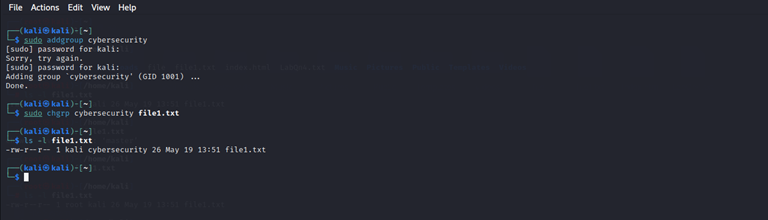 File Actions Edit View Help
┌──(kali㉿kali)-[~]
└─$ sudo addgroup cybersecurity
[sudo] password for kali:
Sorry, try again.
[sudo] password for kali:
Adding group `cybersecurity' (GID 1001) ...
Done.
┌──(kali㉿kali)-[~]
└─$ sudo chgrp cybersecurity file1.txt
┌──(kali㉿kali)-[~]
└─$ ls -l file1.txt
-rw-r--r-- 1 kali cybersecurity 26 May 19 13:51 file1.txt
┌──(kali㉿kali)-[~]
└─$